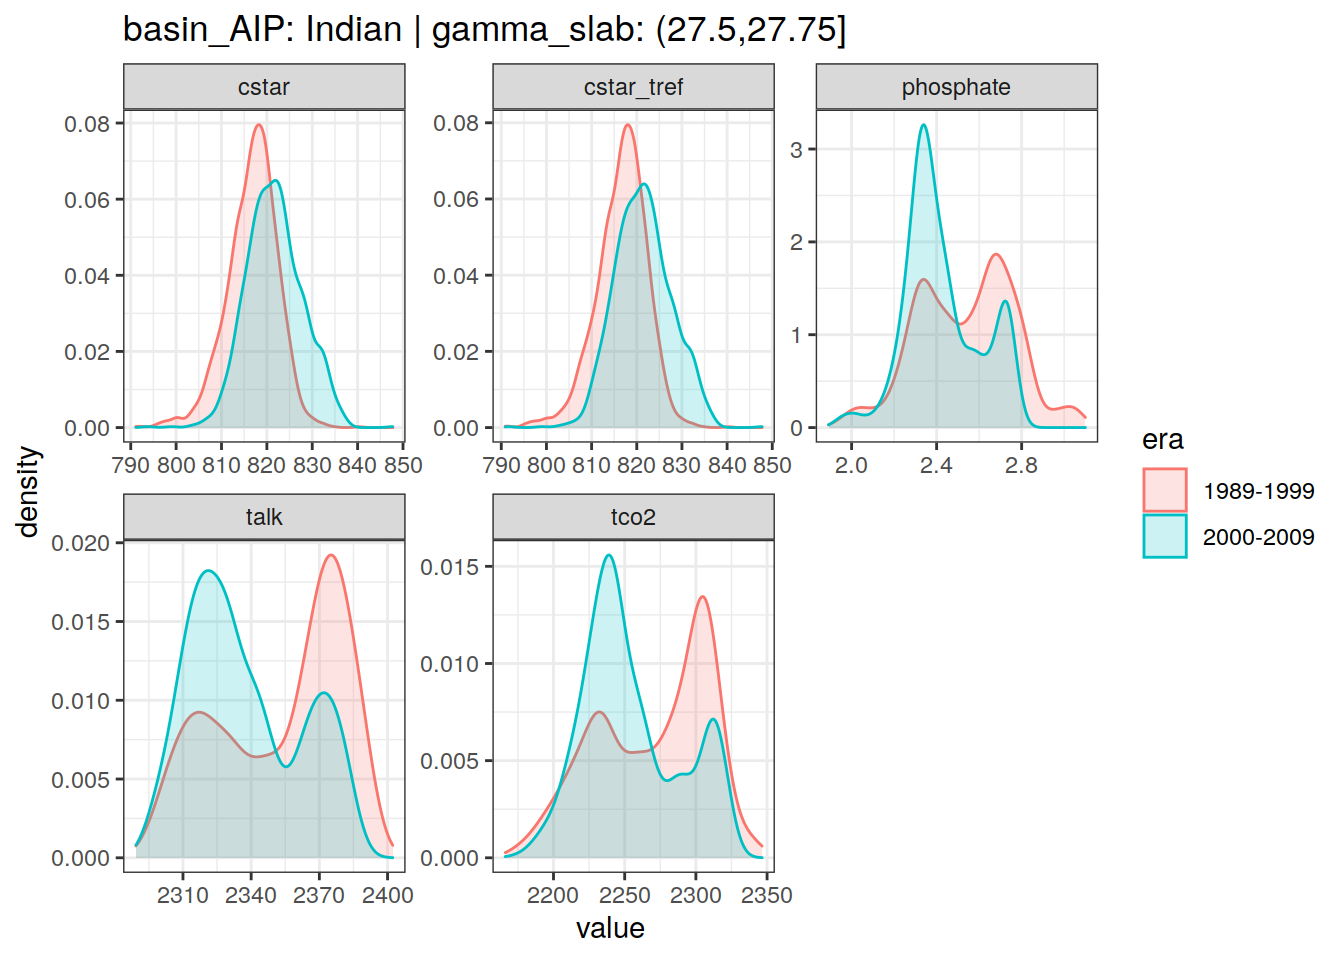 basin_AIP: Indian | gamma_slab: (27.5,27.75]
cstar
cstar_tref
phosphate
0.08
0.06
0.04
0.02
0.00
790 800 810 820 830 840 850
0.08
0.06
0.04
0.02
0.00
790 800 810 820 830 840 850
3
2
1
0
2.0 2.4 2.8
talk
tco2
0.020
0.015
0.010
0.005
0.000
2310 2340 2370 2400
0.015
0.010
0.005
0.000
2200 2250 2300 2350
density
value
era
1989-1999
2000-2009